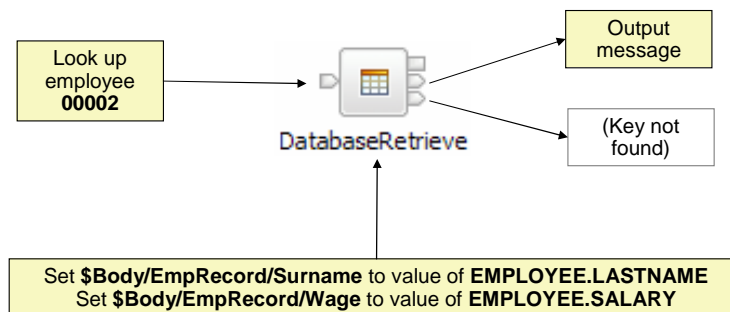 Look up
employee
00002
Output
message
(Key not
found)
DatabaseRetrieve
Set $Body/EmpRecord/Surname to value of EMPLOYEE.LASTNAME
Set $Body/EmpRecord/Wage to value of EMPLOYEE.SALARY